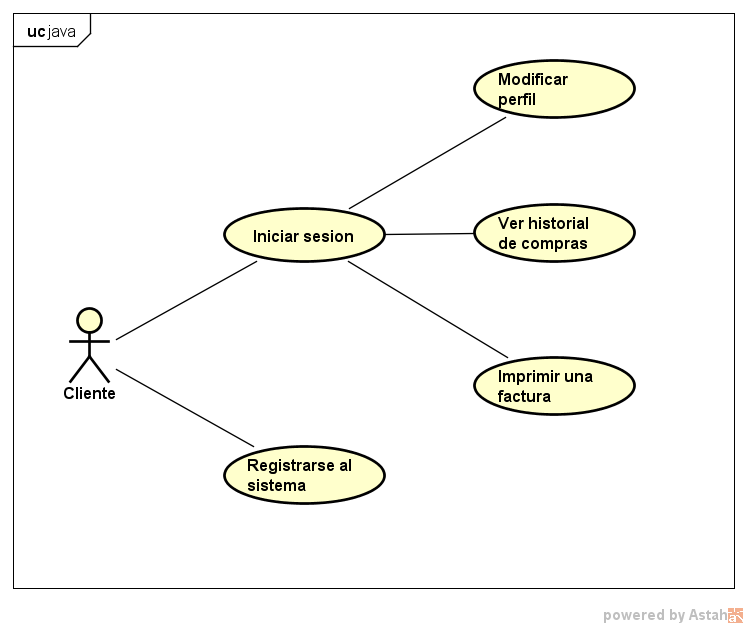 uc java
Modificar
perfil
Iniciar sesion
Ver historial
de compras
Imprimir una
factura
Cliente
Registrarse al
sistema
powered by Astah